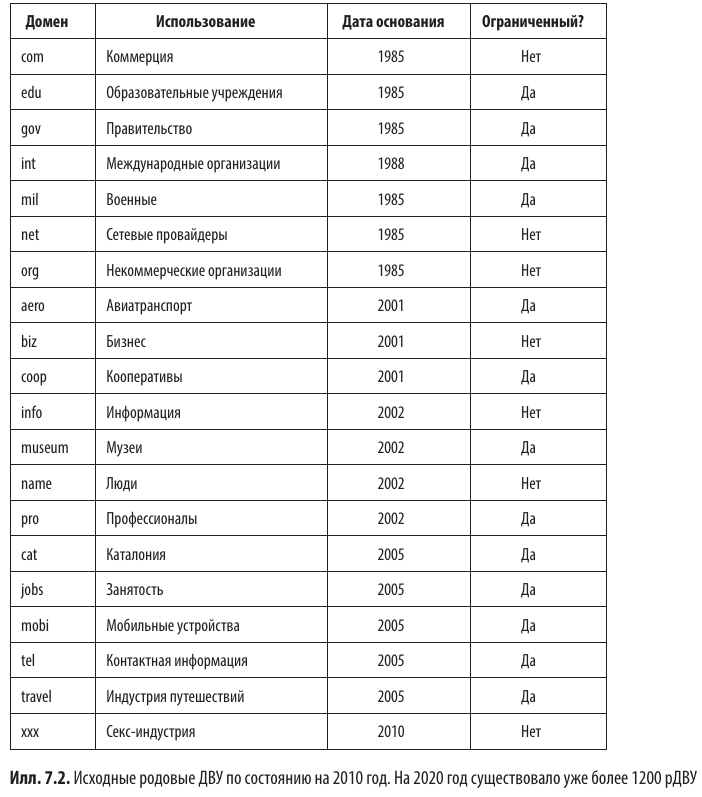 Домен Использование Дата основания Ограниченный?
com Коммерция 1985 Нет
edu Образовательные учреждения 1985 Да
gov Правительство 1985 Да
int Международные организации 1988 Да
mil Военные 1985 Да
net Сетевые провайдеры 1985 Нет
org Некоммерческие организации 1985 Нет
aero Авиатранспорт 2001 Да
biz Бизнес 2001 Нет
coop Кооперативы 2001 Да
info Информация 2002 Нет
museum Музеи 2002 Да
name Люди 2002 Нет
pro Профессионалы 2002 Да
cat Каталония 2005 Да
jobs Занятость 2005 Да
mobi Мобильные устройства 2005 Да
tel Контактная информация 2005 Да
travel Индустрия путешествий 2005 Да
xxx Секс-индустрия 2010 Нет
Илл. 7.2. Исходные родовые ДВУ по состоянию на 2010 год. На 2020 год существовало уже более 1200 рДВУ